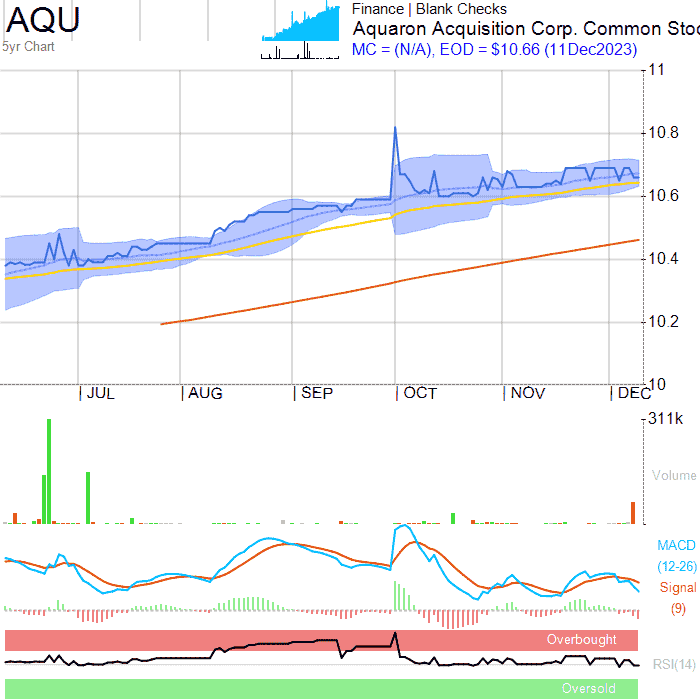 AQU
5yr Chart
Finance | Blank Checks
Aquaron Acquisition Corp. Common Stoc
MC = (N/A), EOD = $10.66 (11Dec2023)
11
10.8
10.6
10.4
10.2
10
JUL AUG SEP OCT NOV DEC
311k
Volume
MACD
(12-26)
Signal
(9)
Overbought
RSI(14)
Oversold